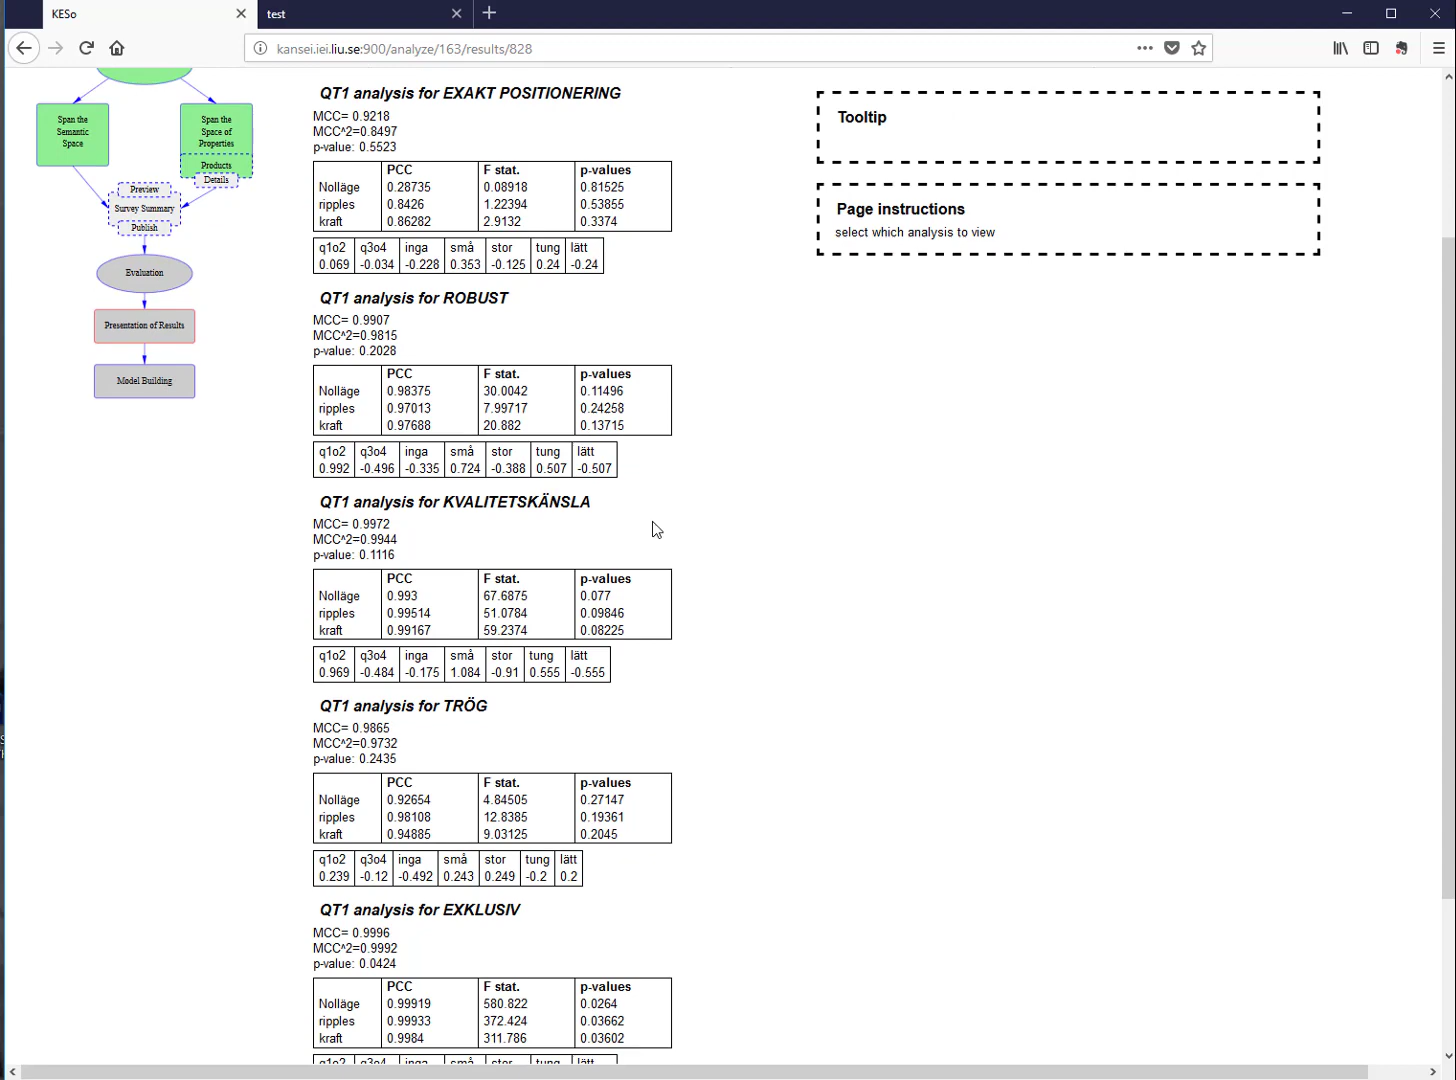 KESo
test
kansei.iei.liu.se:900/analyze/163/results/828
Span the
Semantic
Space
Span the
Space of
Properties
Products
Details
Preview
Survey Summary
Publish
Evaluation
Presentation of Results
Model Building
QT1 analysis for EXAKT POSITIONERING
MCC= 0.9218
MCC^2=0.8497
p-value: 0.5523
PCC F stat. p-values
Nolläge 0.28735 0.08918 0.81525
ripples 0.8426 1.22394 0.53855
kraft 0.86282 2.9132 0.3374
q1o2 q3o4 inga små stor tung lätt
0.069 -0.034 -0.228 0.353 -0.125 0.24 -0.24
QT1 analysis for ROBUST
MCC= 0.9907
MCC^2=0.9815
p-value: 0.2028
PCC F stat. p-values
Nolläge 0.98375 30.0042 0.11496
ripples 0.97013 7.99717 0.24258
kraft 0.97688 20.882 0.13715
q1o2 q3o4 inga små stor tung lätt
0.992 -0.496 -0.335 0.724 -0.388 0.507 -0.507
QT1 analysis for KVALITETSKÄNSLA
MCC= 0.9972
MCC^2=0.9944
p-value: 0.1116
PCC F stat. p-values
Nolläge 0.993 67.6875 0.077
ripples 0.99514 51.0784 0.09846
kraft 0.99167 59.2374 0.08225
q1o2 q3o4 inga små stor tung lätt
0.969 -0.484 -0.175 1.084 -0.91 0.555 -0.555
QT1 analysis for TRÖG
MCC= 0.9865
MCC^2=0.9732
p-value: 0.2435
PCC F stat. p-values
Nolläge 0.92654 4.84505 0.27147
ripples 0.98108 12.8385 0.19361
kraft 0.94885 9.03125 0.2045
q1o2 q3o4 inga små stor tung lätt
0.239 -0.12 -0.492 0.243 0.249 -0.2 0.2
QT1 analysis for EXKLUSIV
MCC= 0.9996
MCC^2=0.9992
p-value: 0.0424
PCC F stat. p-values
Nolläge 0.99919 580.822 0.0264
ripples 0.99933 372.424 0.03662
kraft 0.9984 311.786 0.03602
q1o2 q3o4 inga små stor tung lätt
Tooltip
Page instructions
select which analysis to view